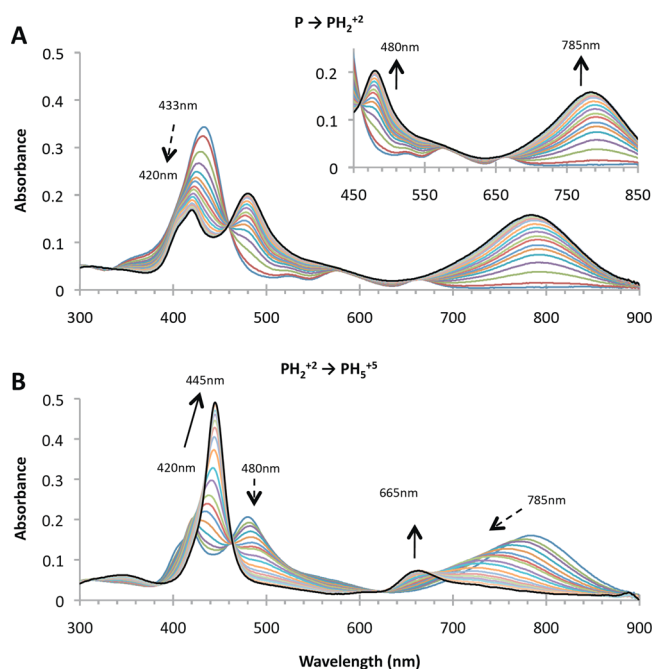 A
P → PH₂⁺²
0.5
0.4
0.3
0.2
0.1
0
Absorbance
433nm
420nm
480nm
785nm
0.2
0.1
0
450 550 650 750 850
300 400 500 600 700 800 900
B
PH₂⁺² → PH₅⁺⁵
0.5
0.4
0.3
0.2
0.1
0
Absorbance
445nm
420nm
480nm
665nm
785nm
300 400 500 600 700 800 900
Wavelength (nm)